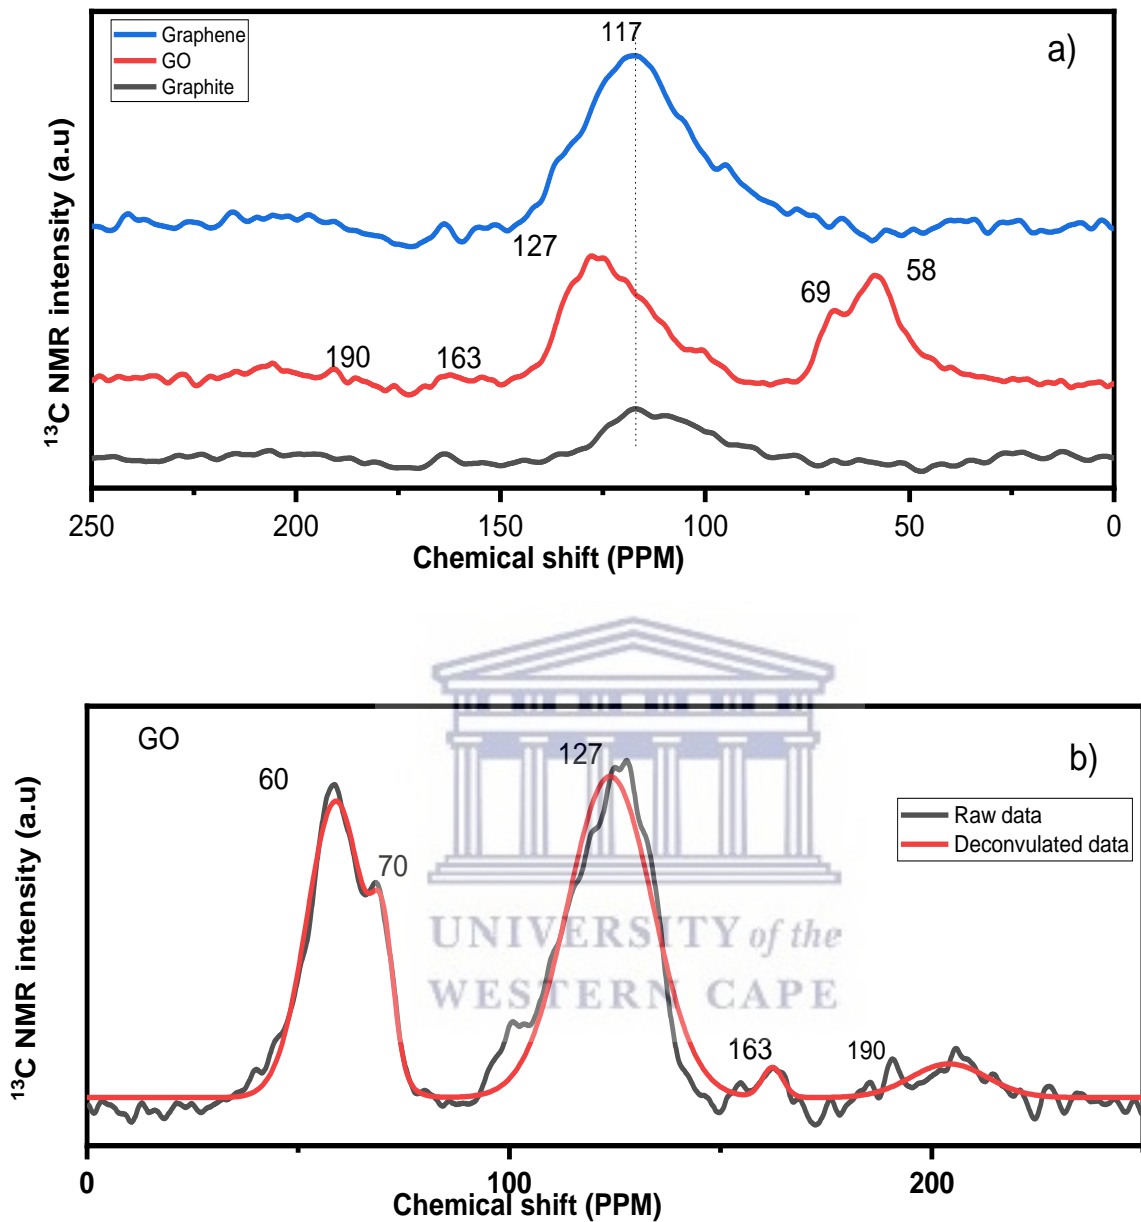 117
a)
Graphene
GO
Graphite
127
69
58
190
163
¹³C NMR intensity (a.u)
250
200
150
100
50
0
Chemical shift (PPM)
GO
b)
60
127
70
Raw data
Deconvulated data
UNIVERSITY of the
WESTERN CAPE
163
190
¹³C NMR intensity (a.u)
0
100
200
Chemical shift (PPM)